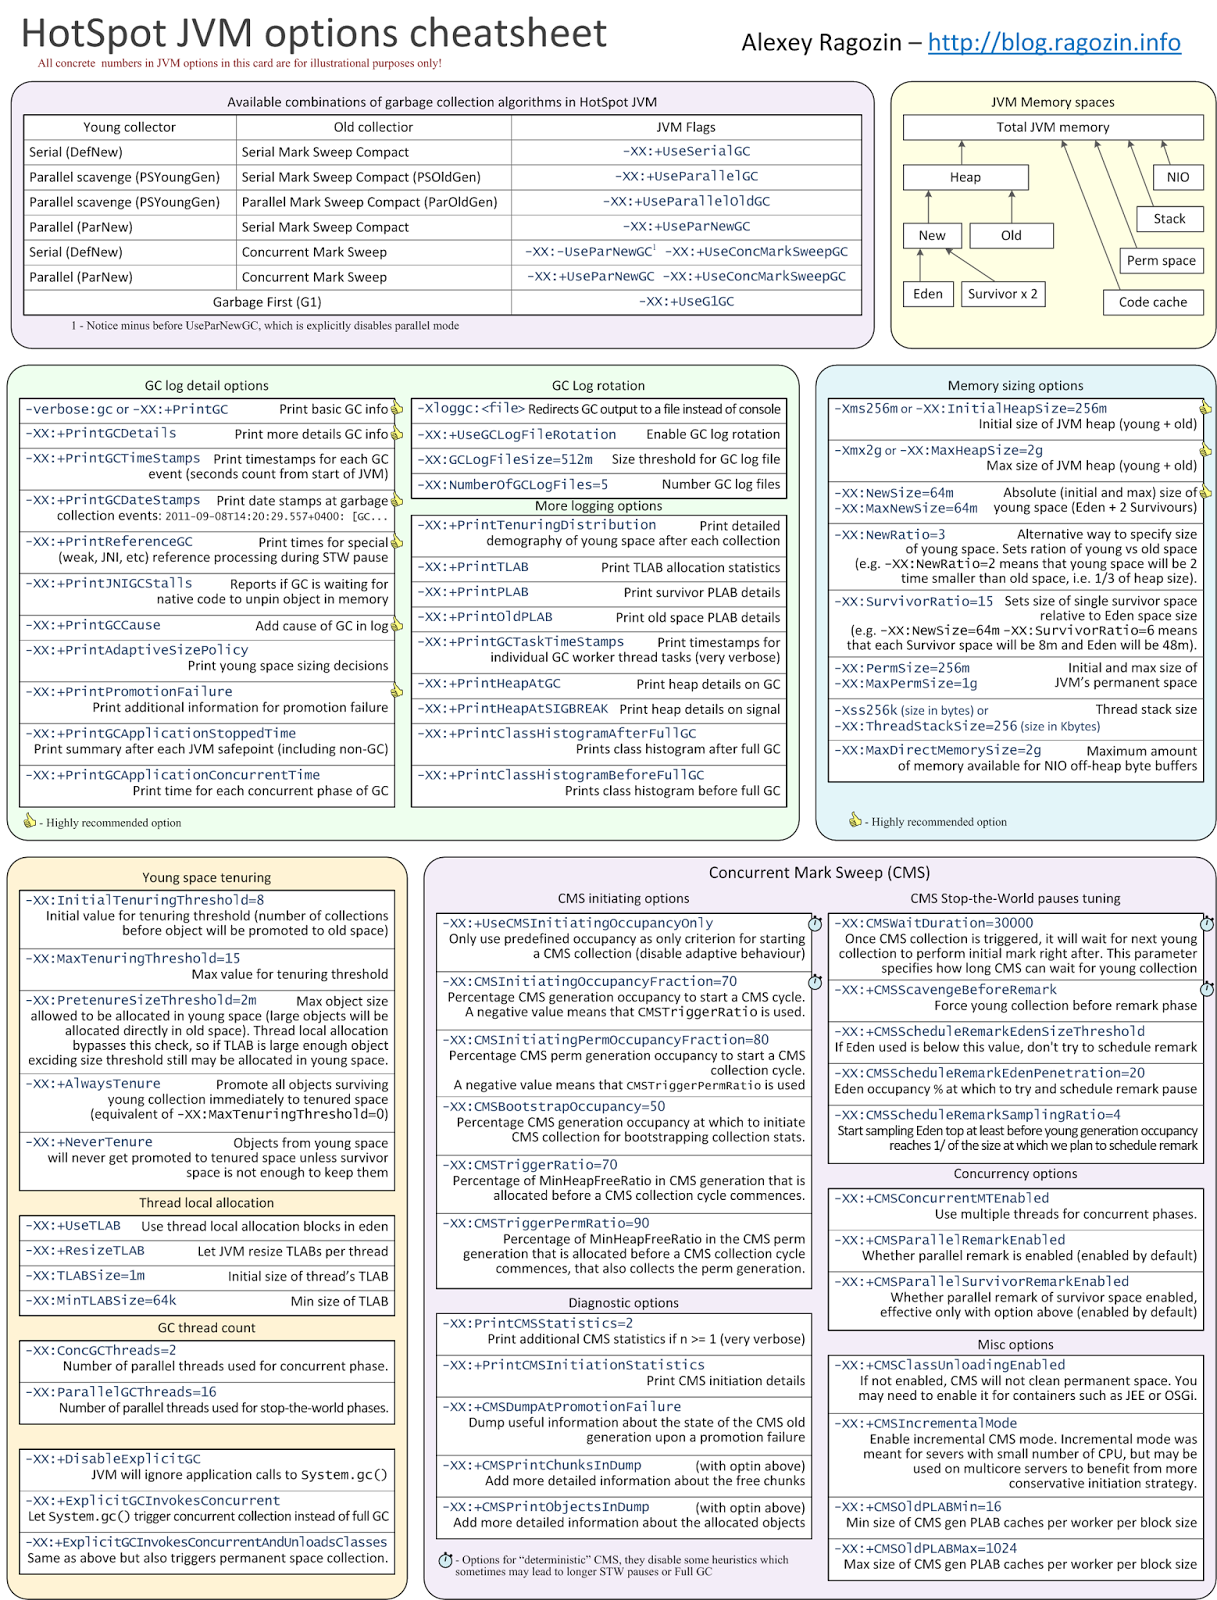 HotSpot JVM options cheatsheet
All concrete numbers in JVM options in this card are for illustrational purposes only!
Alexey Ragozin – http://blog.ragozin.info
Available combinations of garbage collection algorithms in HotSpot JVM
Young collector Old collectior JVM Flags
Serial (DefNew) Serial Mark Sweep Compact -XX:+UseSerialGC
Parallel scavenge (PSYoungGen) Serial Mark Sweep Compact (PSOldGen) -XX:+UseParallelGC
Parallel scavenge (PSYoungGen) Parallel Mark Sweep Compact (ParOldGen) -XX:+UseParallelOldGC
Parallel (ParNew) Serial Mark Sweep Compact -XX:+UseParNewGC
Serial (DefNew) Concurrent Mark Sweep -XX:-UseParNewGC¹ -XX:+UseConcMarkSweepGC
Parallel (ParNew) Concurrent Mark Sweep -XX:+UseParNewGC -XX:+UseConcMarkSweepGC
Garbage First (G1) -XX:+UseG1GC
1 - Notice minus before UseParNewGC, which is explicitly disables parallel mode
JVM Memory spaces
Total JVM memory
Heap
NIO
Stack
New
Old
Perm space
Eden
Survivor x 2
Code cache
GC log detail options
-verbose:gc or -XX:+PrintGC Print basic GC info
-XX:+PrintGCDetails Print more details GC info
-XX:+PrintGCTimeStamps Print timestamps for each GC
event (seconds count from start of JVM)
-XX:+PrintGCDateStamps Print date stamps at garbage
collection events: 2011-09-08T14:20:29.557+0400: [GC...
-XX:+PrintReferenceGC Print times for special
(weak, JNI, etc) reference processing during STW pause
-XX:+PrintJNIGCStalls Reports if GC is waiting for
native code to unpin object in memory
-XX:+PrintGCCause Add cause of GC in log
-XX:+PrintAdaptiveSizePolicy
Print young space sizing decisions
-XX:+PrintPromotionFailure
Print additional information for promotion failure
-XX:+PrintGCApplicationStoppedTime
Print summary after each JVM safepoint (including non-GC)
-XX:+PrintGCApplicationConcurrentTime
Print time for each concurrent phase of GC
- Highly recommended option
GC Log rotation
-Xloggc:<file> Redirects GC output to a file instead of console
-XX:+UseGCLogFileRotation Enable GC log rotation
-XX:GCLogFileSize=512m Size threshold for GC log file
-XX:NumberOfGCLogFiles=5 Number GC log files
More logging options
-XX:+PrintTenuringDistribution Print detailed
demography of young space after each collection
-XX:+PrintTLAB Print TLAB allocation statistics
-XX:+PrintPLAB Print survivor PLAB details
-XX:+PrintOldPLAB Print old space PLAB details
-XX:+PrintGCTaskTimeStamps Print timestamps for
individual GC worker thread tasks (very verbose)
-XX:+PrintHeapAtGC Print heap details on GC
-XX:+PrintHeapAtSIGBREAK Print heap details on signal
-XX:+PrintClassHistogramAfterFullGC
Prints class histogram after full GC
-XX:+PrintClassHistogramBeforeFullGC
Prints class histogram before full GC
Memory sizing options
-Xms256m or -XX:InitialHeapSize=256m
Initial size of JVM heap (young + old)
-Xmx2g or -XX:MaxHeapSize=2g
Max size of JVM heap (young + old)
-XX:NewSize=64m Absolute (initial and max) size of
-XX:MaxNewSize=64m young space (Eden + 2 Survivours)
-XX:NewRatio=3 Alternative way to specify size
of young space. Sets ration of young vs old space
(e.g. -XX:NewRatio=2 means that young space will be 2
time smaller than old space, i.e. 1/3 of heap size).
-XX:SurvivorRatio=15 Sets size of single survivor space
relative to Eden space size
(e.g. -XX:NewSize=64m -XX:SurvivorRatio=6 means
that each Survivor space will be 8m and Eden will be 48m).
-XX:PermSize=256m Initial and max size of
-XX:MaxPermSize=1g JVM's permanent space
-Xss256k (size in bytes) or Thread stack size
-XX:ThreadStackSize=256 (size in Kbytes)
-XX:MaxDirectMemorySize=2g Maximum amount
of memory available for NIO off-heap byte buffers
- Highly recommended option
Young space tenuring
-XX:InitialTenuringThreshold=8
Initial value for tenuring threshold (number of collections
before object will be promoted to old space)
-XX:MaxTenuringThreshold=15
Max value for tenuring threshold
-XX:PretenureSizeThreshold=2m Max object size
allowed to be allocated in young space (large objects will be
allocated directly in old space). Thread local allocation
bypasses this check, so if TLAB is large enough object
exciding size threshold still may be allocated in young space.
-XX:+AlwaysTenure Promote all objects surviving
young collection immediately to tenured space
(equivalent of -XX:MaxTenuringThreshold=0)
-XX:+NeverTenure Objects from young space
will never get promoted to tenured space unless survivor
space is not enough to keep them
Thread local allocation
-XX:+UseTLAB Use thread local allocation blocks in eden
-XX:+ResizeTLAB Let JVM resize TLABs per thread
-XX:TLABSize=1m Initial size of thread's TLAB
-XX:MinTLABSize=64k Min size of TLAB
GC thread count
-XX:ConcGCThreads=2
Number of parallel threads used for concurrent phase.
-XX:ParallelGCThreads=16
Number of parallel threads used for stop-the-world phases.
-XX:+DisableExplicitGC
JVM will ignore application calls to System.gc()
-XX:+ExplicitGCInvokesConcurrent
Let System.gc() trigger concurrent collection instead of full GC
-XX:+ExplicitGCInvokesConcurrentAndUnloadsClasses
Same as above but also triggers permanent space collection.
Concurrent Mark Sweep (CMS)
CMS initiating options
-XX:+UseCMSInitiatingOccupancyOnly
Only use predefined occupancy as only criterion for starting
a CMS collection (disable adaptive behaviour)
-XX:CMSInitiatingOccupancyFraction=70
Percentage CMS generation occupancy to start a CMS cycle.
A negative value means that CMSTriggerRatio is used.
-XX:CMSInitiatingPermOccupancyFraction=80
Percentage CMS perm generation occupancy to start a CMS
collection cycle.
A negative value means that CMSTriggerPermRatio is used
-XX:CMSBootstrapOccupancy=50
Percentage CMS generation occupancy at which to initiate
CMS collection for bootstrapping collection stats.
-XX:CMSTriggerRatio=70
Percentage of MinHeapFreeRatio in CMS generation that is
allocated before a CMS collection cycle commences.
-XX:CMSTriggerPermRatio=90
Percentage of MinHeapFreeRatio in the CMS perm
generation that is allocated before a CMS collection cycle
commences, that also collects the perm generation.
Diagnostic options
-XX:PrintCMSStatistics=2
Print additional CMS statistics if n >= 1 (very verbose)
-XX:+PrintCMSInitiationStatistics
Print CMS initiation details
-XX:+CMSDumpAtPromotionFailure
Dump useful information about the state of the CMS old
generation upon a promotion failure
-XX:+CMSPrintChunksInDump (with optin above)
Add more detailed information about the free chunks
-XX:+CMSPrintObjectsInDump (with optin above)
Add more detailed information about the allocated objects
- Options for “deterministic” CMS, they disable some heuristics which
sometimes may lead to longer STW pauses or Full GC
CMS Stop-the-World pauses tuning
-XX:CMSWaitDuration=30000
Once CMS collection is triggered, it will wait for next young
collection to perform initial mark right after. This parameter
specifies how long CMS can wait for young collection
-XX:+CMSScavengeBeforeRemark
Force young collection before remark phase
-XX:+CMSScheduleRemarkEdenSizeThreshold
If Eden used is below this value, don't try to schedule remark
-XX:CMSScheduleRemarkEdenPenetration=20
Eden occupancy % at which to try and schedule remark pause
-XX:CMSScheduleRemarkSamplingRatio=4
Start sampling Eden top at least before young generation occupancy
reaches 1/ of the size at which we plan to schedule remark
Concurrency options
-XX:+CMSConcurrentMTEnabled
Use multiple threads for concurrent phases.
-XX:+CMSParallelRemarkEnabled
Whether parallel remark is enabled (enabled by default)
-XX:+CMSParallelSurvivorRemarkEnabled
Whether parallel remark of survivor space enabled,
effective only with option above (enabled by default)
Misc options
-XX:+CMSClassUnloadingEnabled
If not enabled, CMS will not clean permanent space. You
may need to enable it for containers such as JEE or OSGi.
-XX:+CMSIncrementalMode
Enable incremental CMS mode. Incremental mode was
meant for severs with small number of CPU, but may be
used on multicore servers to benefit from more
conservative initiation strategy.
-XX:+CMSOldPLABMin=16
Min size of CMS gen PLAB caches per worker per block size
-XX:+CMSOldPLABMax=1024
Max size of CMS gen PLAB caches per worker per block size